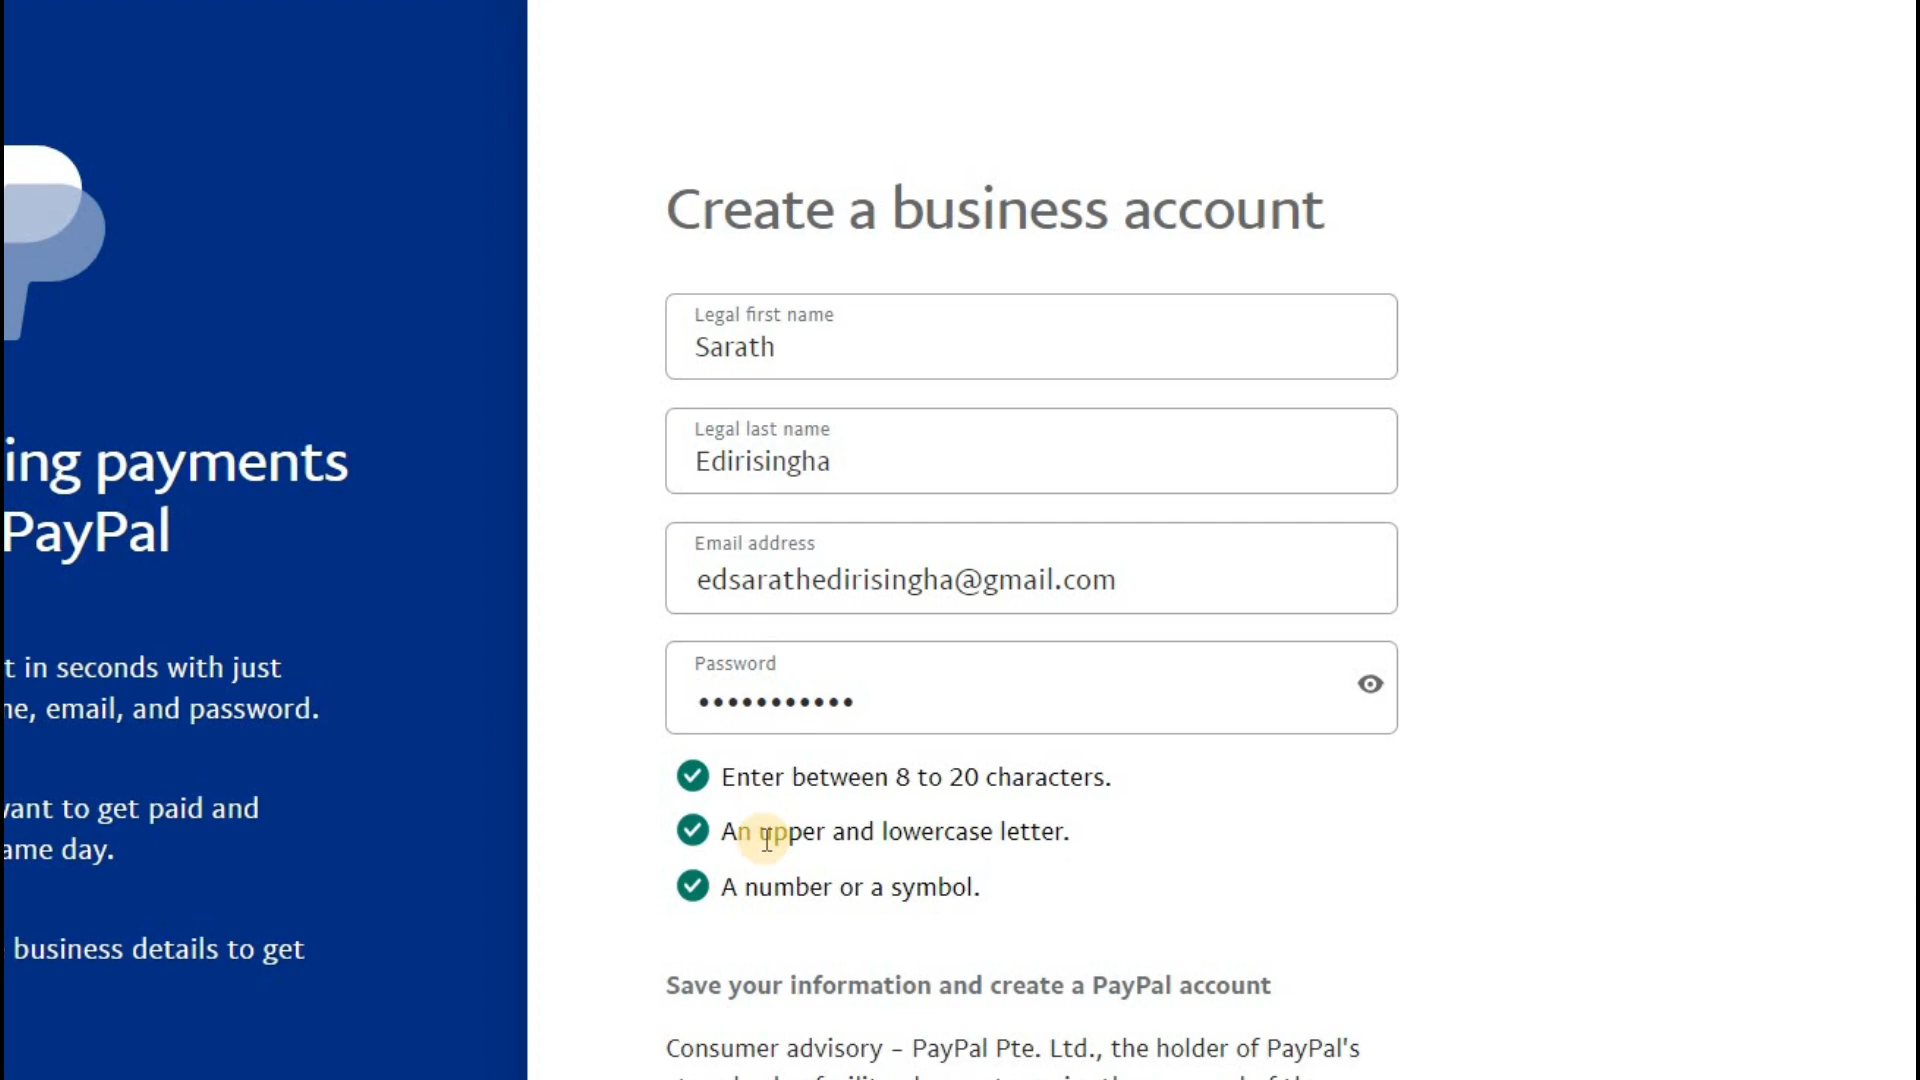 ing payments
PayPal
t in seconds with just
e, email, and password.
ant to get paid and
ame day.
business details to get
Create a business account
Legal first name
Sarath
Legal last name
Edirisingha
Email address
edsarathedirisingha@gmail.com
Password
•••••••••••
Enter between 8 to 20 characters.
An upper and lowercase letter.
A number or a symbol.
Save your information and create a PayPal account
Consumer advisory – PayPal Pte. Ltd., the holder of PayPal's